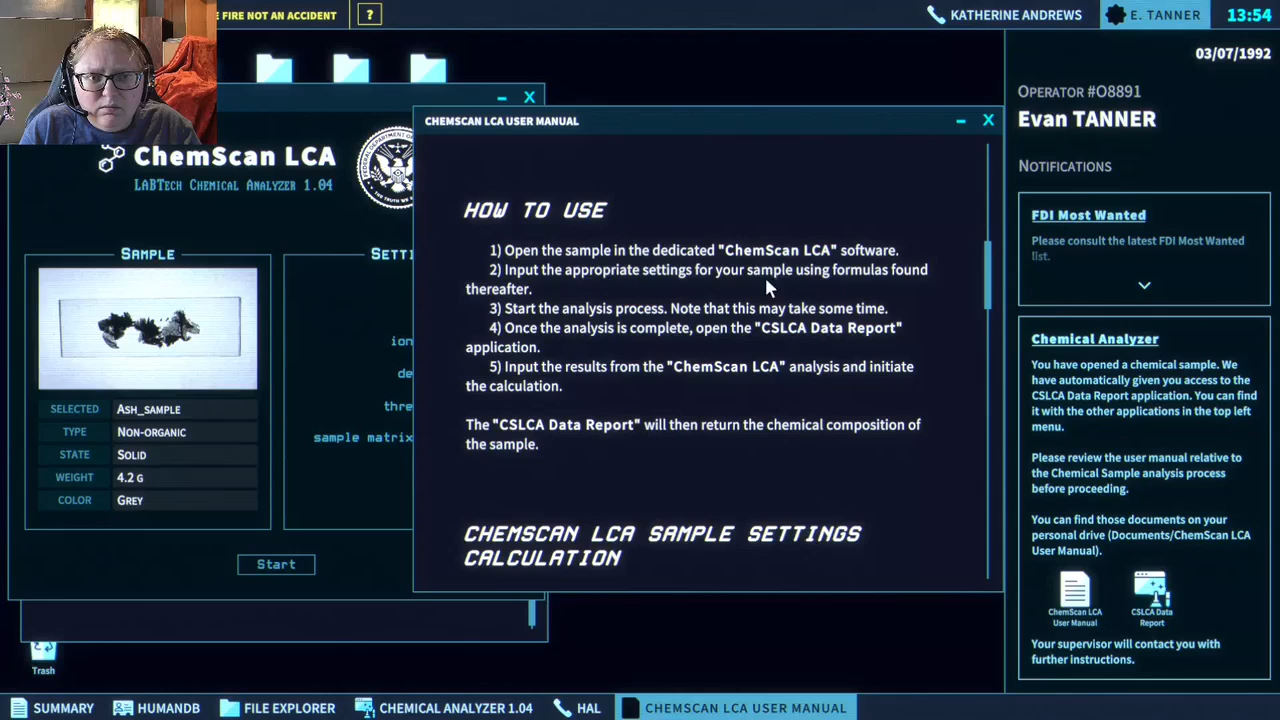 FIRE NOT AN ACCIDENT
?
KATHERINE ANDREWS
E. TANNER
13:54
03/07/1992
OPERATOR #O8891
Evan TANNER
NOTIFICATIONS
FDI Most Wanted
Please consult the latest FDI Most Wanted
list.
Chemical Analyzer
You have opened a chemical sample. We
have automatically given you access to the
CSLCA Data Report application. You can find
it with the other applications in the top left
menu.
Please review the user manual relative to
the Chemical Sample analysis process
before proceeding.
You can find those documents on your
personal drive (Documents/ChemScan LCA
User Manual).
ChemScan LCA
User Manual
CSLCA Data
Report
Your supervisor will contact you with
further instructions.
ChemScan LCA
LABTech Chemical Analyzer 1.04
SAMPLE
SELECTED ASH_SAMPLE
TYPE NON-ORGANIC
STATE SOLID
WEIGHT 4.2 G
COLOR GREY
SETTI
ion
de
thre
sample matrix
Start
CHEMSCAN LCA USER MANUAL
HOW TO USE
1) Open the sample in the dedicated "ChemScan LCA" software.
2) Input the appropriate settings for your sample using formulas found
thereafter.
3) Start the analysis process. Note that this may take some time.
4) Once the analysis is complete, open the "CSLCA Data Report"
application.
5) Input the results from the "ChemScan LCA" analysis and initiate
the calculation.
The "CSLCA Data Report" will then return the chemical composition of
the sample.
CHEMSCAN LCA SAMPLE SETTINGS
CALCULATION
Trash
SUMMARY
HUMANDB
FILE EXPLORER
CHEMICAL ANALYZER 1.04
HAL
CHEMSCAN LCA USER MANUAL